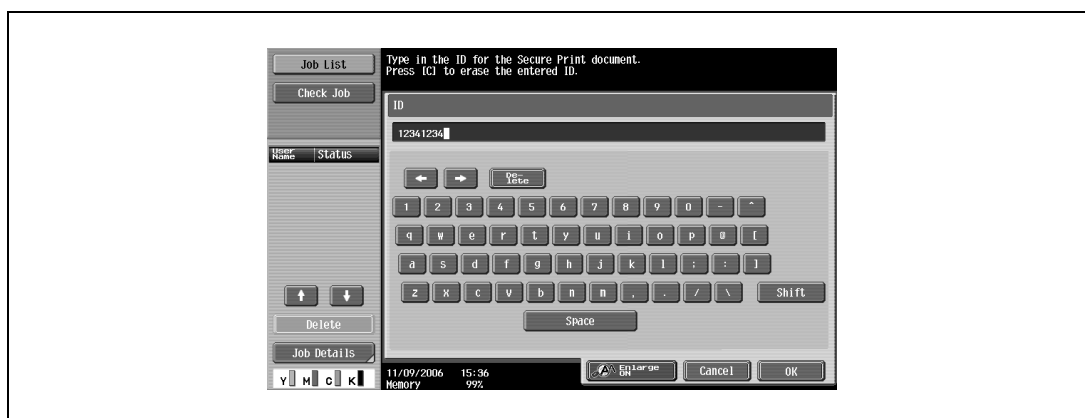 Job List
Check Job
User Name Status
Delete
Job Details
Y M C K
Type in the ID for the Secure Print document.
Press [C] to erase the entered ID.
ID
12341234
← → De-lete
1 2 3 4 5 6 7 8 9 0 - ^
q w e r t y u i o p @ [
a s d f g h j k l ; : ]
z x c v b n m , . / \ Shift
Space
11/09/2006 15:36
Memory 99%
Enlarge ON Cancel OK